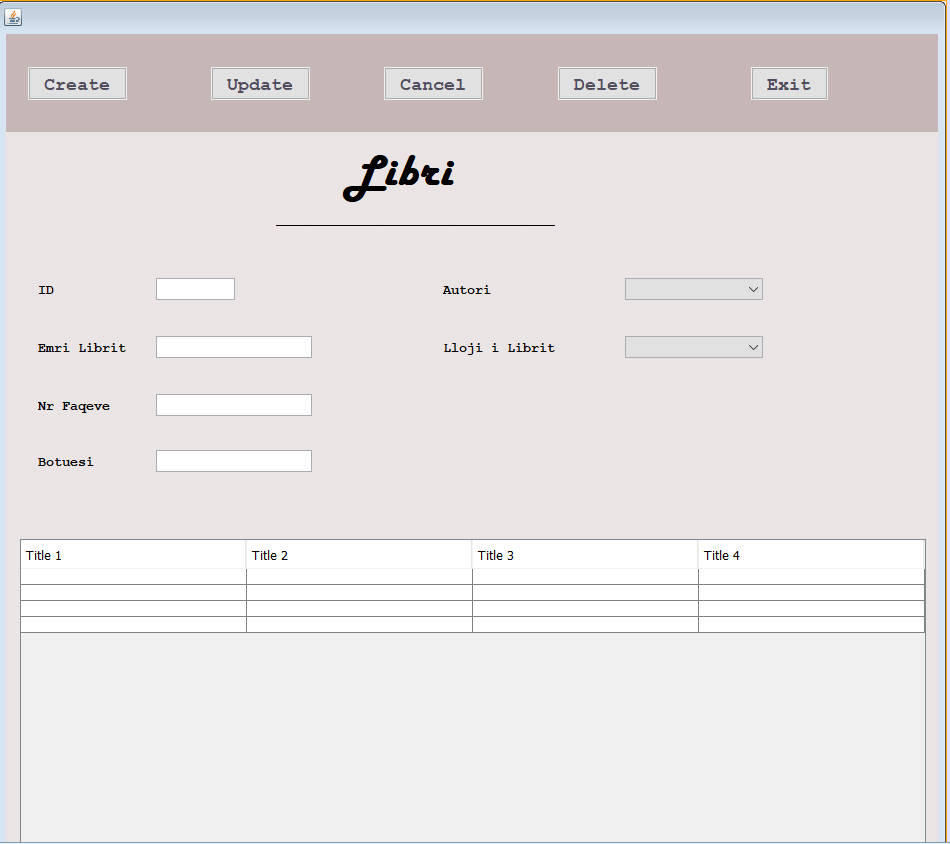 Create Update Cancel Delete Exit
Libri
ID Autori
Emri Librit Lloji i Librit
Nr Faqeve
Botuesi
Title 1 Title 2 Title 3 Title 4